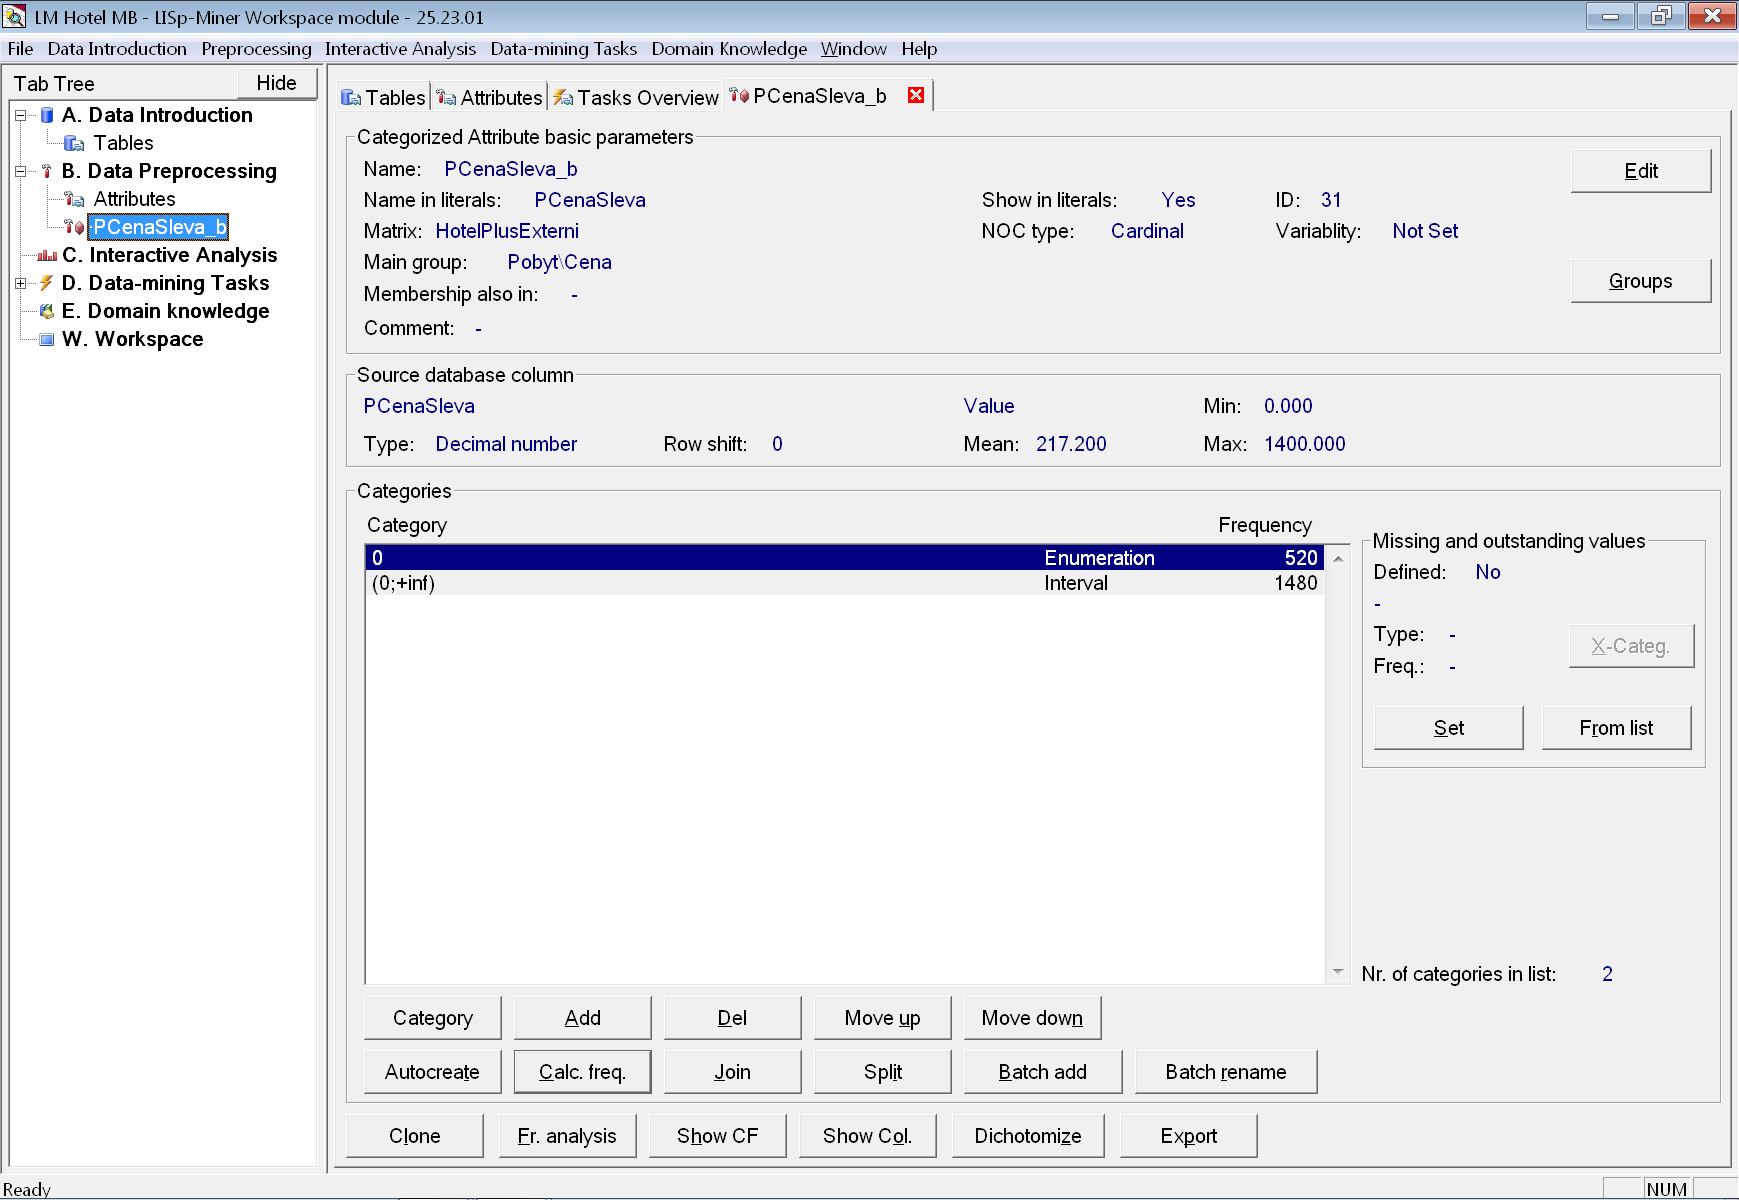 LM Hotel MB - LISp-Miner Workspace module - 25.23.01
File Data Introduction Preprocessing Interactive Analysis Data-mining Tasks Domain Knowledge Window Help
Tab Tree Hide
A. Data Introduction
Tables
B. Data Preprocessing
Attributes
PCenaSleva_b
C. Interactive Analysis
D. Data-mining Tasks
E. Domain knowledge
W. Workspace
Tables Attributes Tasks Overview PCenaSleva_b
Categorized Attribute basic parameters
Name: PCenaSleva_b
Edit
Name in literals: PCenaSleva Show in literals: Yes ID: 31
Matrix: HotelPlusExterni NOC type: Cardinal Variablity: Not Set
Main group: Pobyt\Cena
Groups
Membership also in: -
Comment: -
Source database column
PCenaSleva Value Min: 0.000
Type: Decimal number Row shift: 0 Mean: 217.200 Max: 1400.000
Categories
Category Frequency
0 Enumeration 520
(0;+inf) Interval 1480
Missing and outstanding values
Defined: No
-
Type: -
X-Categ.
Freq.: -
Set From list
Nr. of categories in list: 2
Category Add Del Move up Move down
Autocreate Calc. freq. Join Split Batch add Batch rename
Clone Fr. analysis Show CF Show Col. Dichotomize Export
Ready NUM